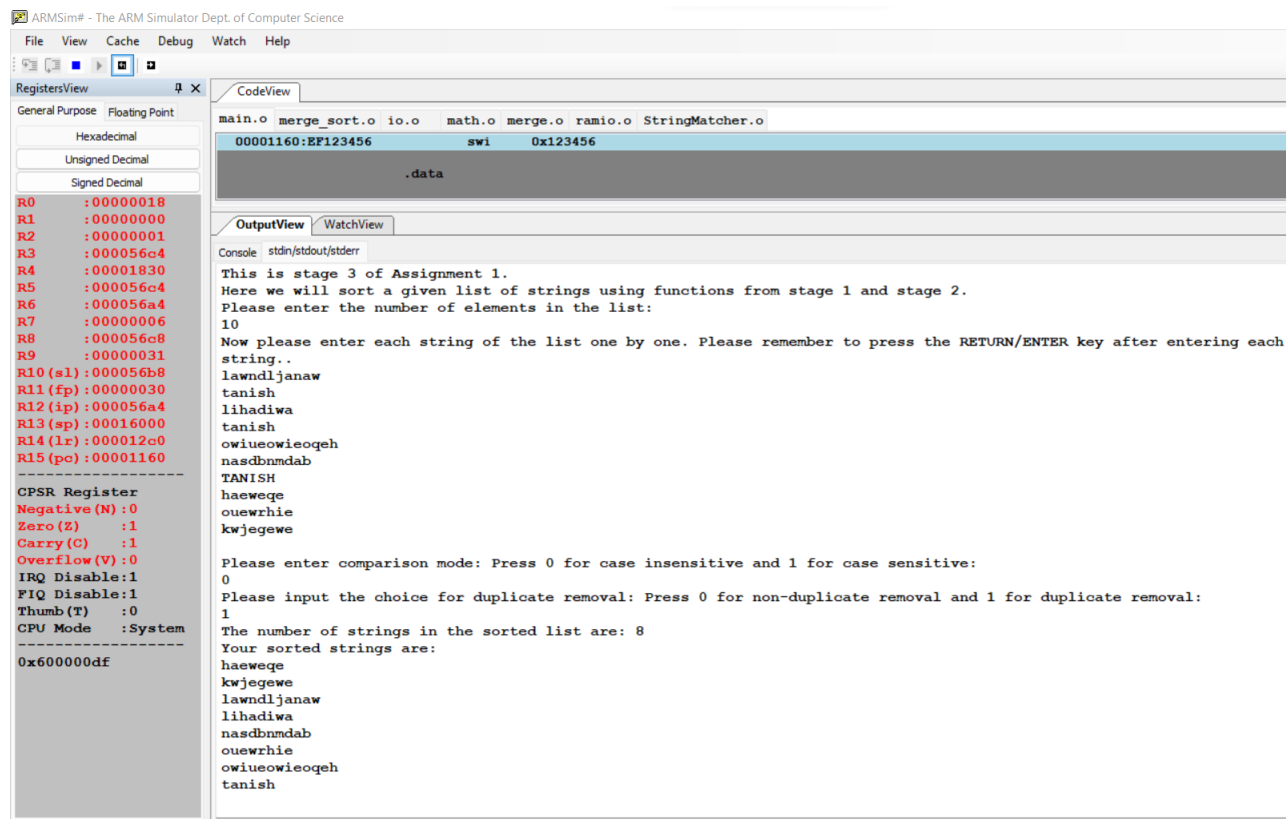 ARMSim# - The ARM Simulator Dept. of Computer Science
File View Cache Debug Watch Help
RegistersView
General Purpose Floating Point
Hexadecimal
Unsigned Decimal
Signed Decimal
R0 :00000018
R1 :00000000
R2 :00000001
R3 :000056c4
R4 :00001830
R5 :000056c4
R6 :000056a4
R7 :00000006
R8 :000056c8
R9 :00000031
R10(sl):000056b8
R11(fp):00000030
R12(ip):000056a4
R13(sp):00016000
R14(lr):000012c0
R15(pc):00001160
-------------------
CPSR Register
Negative(N):0
Zero(Z) :1
Carry(C) :1
Overflow(V):0
IRQ Disable:1
FIQ Disable:1
Thumb(T) :0
CPU Mode :System
-------------------
0x600000df
CodeView
main.o merge_sort.o io.o math.o merge.o ramio.o StringMatcher.o
00001160:EF123456 swi 0x123456
.data
OutputView WatchView
Console stdin/stdout/stderr
This is stage 3 of Assignment 1.
Here we will sort a given list of strings using functions from stage 1 and stage 2.
Please enter the number of elements in the list:
10
Now please enter each string of the list one by one. Please remember to press the RETURN/ENTER key after entering each
string..
lawndljanaw
tanish
lihadiwa
tanish
owiueowieoqeh
nasdbnmdab
TANISH
haeweqe
ouewrhie
kwjegewe
Please enter comparison mode: Press 0 for case insensitive and 1 for case sensitive:
0
Please input the choice for duplicate removal: Press 0 for non-duplicate removal and 1 for duplicate removal:
1
The number of strings in the sorted list are: 8
Your sorted strings are:
haeweqe
kwjegewe
lawndljanaw
lihadiwa
nasdbnmdab
ouewrhie
owiueowieoqeh
tanish